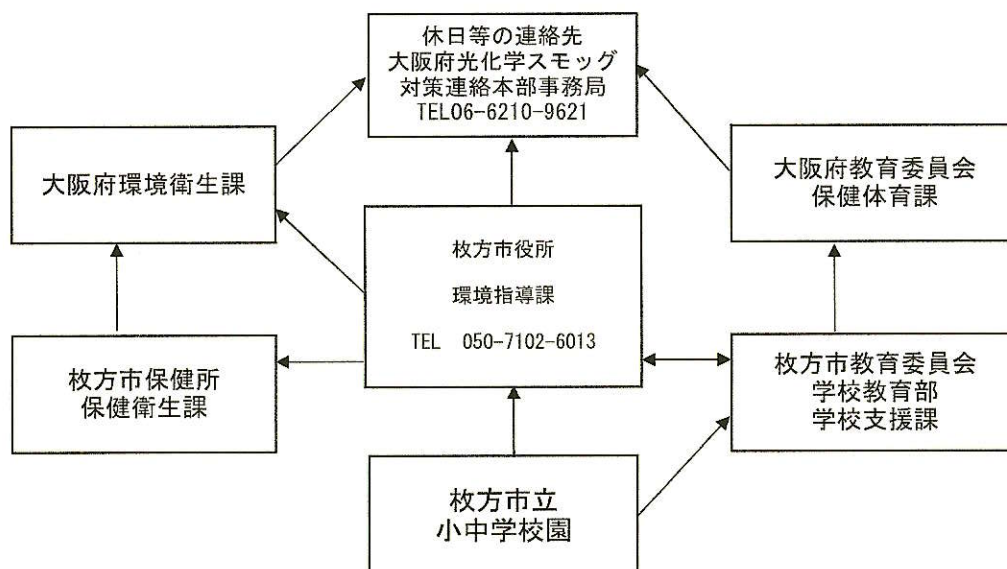 休日等の連絡先
大阪府光化学スモッグ
対策連絡本部事務局
TEL06-6210-9621
大阪府環境衛生課
大阪府教育委員会
保健体育課
枚方市役所
環境指導課
TEL 050-7102-6013
枚方市保健所
保健衛生課
枚方市教育委員会
学校教育部
学校支援課
枚方市立
小中学校園